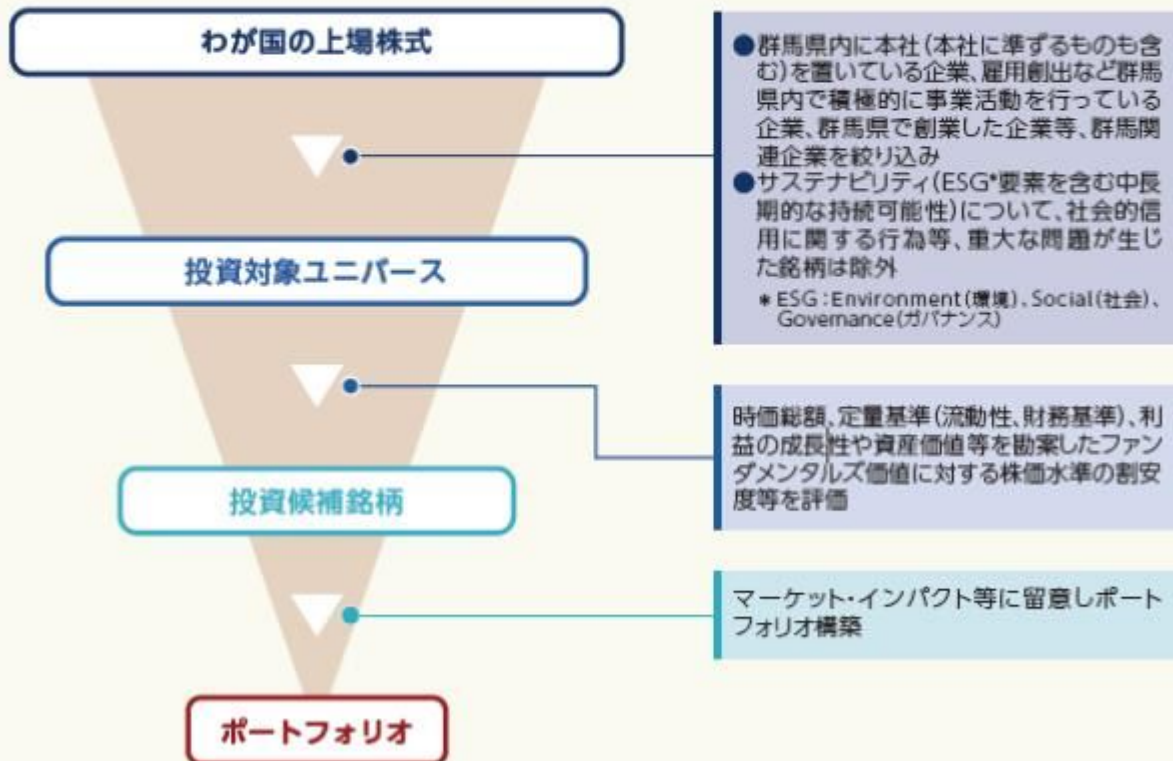 わが国の上場株式
●群馬県内に本社(本社に準ずるものも含
む)を置いている企業、雇用創出など群馬
県内で積極的に事業活動を行っている
企業、群馬県で創業した企業等、群馬関
連企業を絞り込み
●サステナビリティ(ESG*要素を含む中長
期的な持続可能性)について、社会的信
用に関する行為等、重大な問題が生じ
た銘柄は除外
* ESG:Environment(環境)、Social(社会)、
Governance(ガバナンス)
投資対象ユニバース
時価総額、定量基準(流動性、財務基準)、利
益の成長性や資産価値等を勘案したファン
ダメンタルズ価値に対する株価水準の割安
度等を評価
投資候補銘柄
マーケット・インパクト等に留意しポート
フォリオ構築
ポートフォリオ